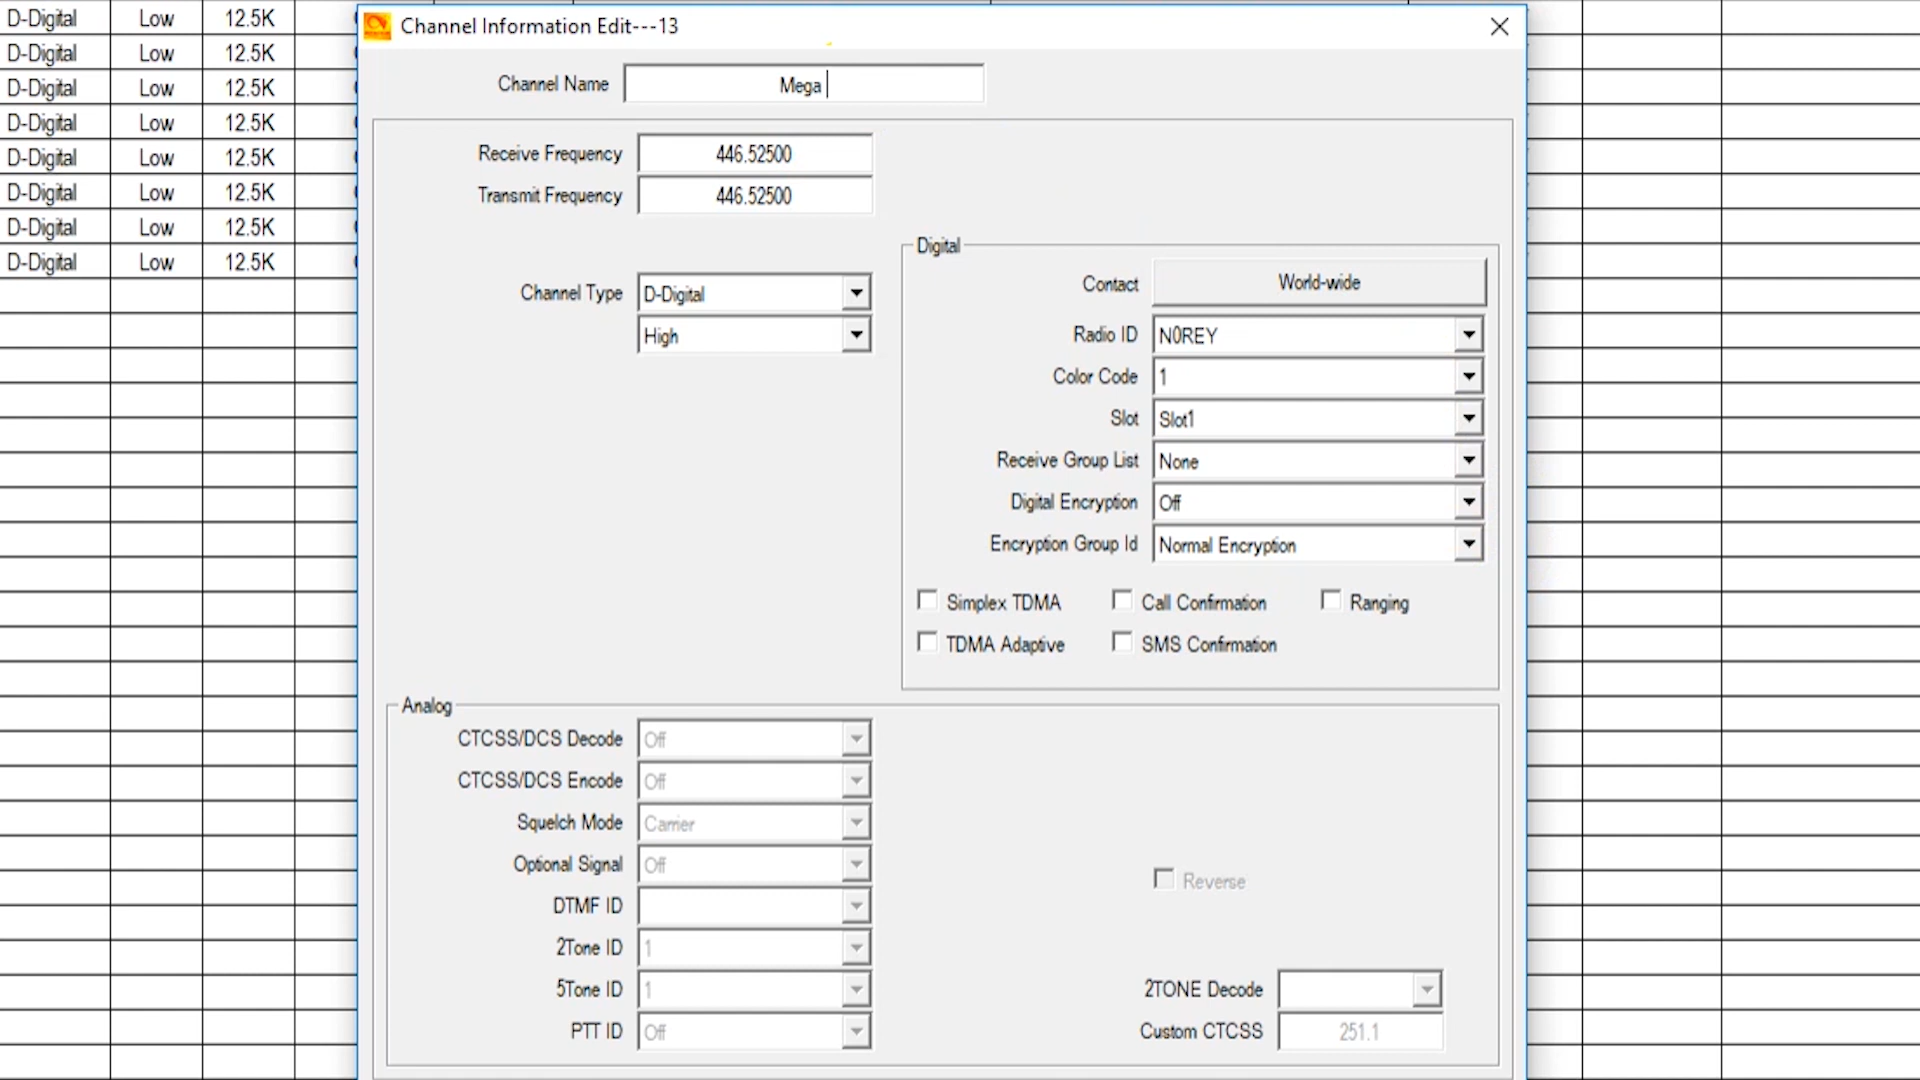 D-Digital Low 12.5K
D-Digital Low 12.5K
D-Digital Low 12.5K
D-Digital Low 12.5K
D-Digital Low 12.5K
D-Digital Low 12.5K
D-Digital Low 12.5K
D-Digital Low 12.5K
Channel Information Edit---13
Channel Name Mega
Receive Frequency 446.52500
Transmit Frequency 446.52500
Channel Type D-Digital
High
Digital
Contact World-wide
Radio ID N0REY
Color Code 1
Slot Slot1
Receive Group List None
Digital Encryption Off
Encryption Group Id Normal Encryption
Simplex TDMA Call Confirmation Ranging
TDMA Adaptive SMS Confirmation
Analog
CTCSS/DCS Decode Off
CTCSS/DCS Encode Off
Squelch Mode Carrier
Optional Signal Off
DTMF ID
2Tone ID 1
5Tone ID 1
PTT ID Off
Reverse
2TONE Decode
Custom CTCSS 251.1